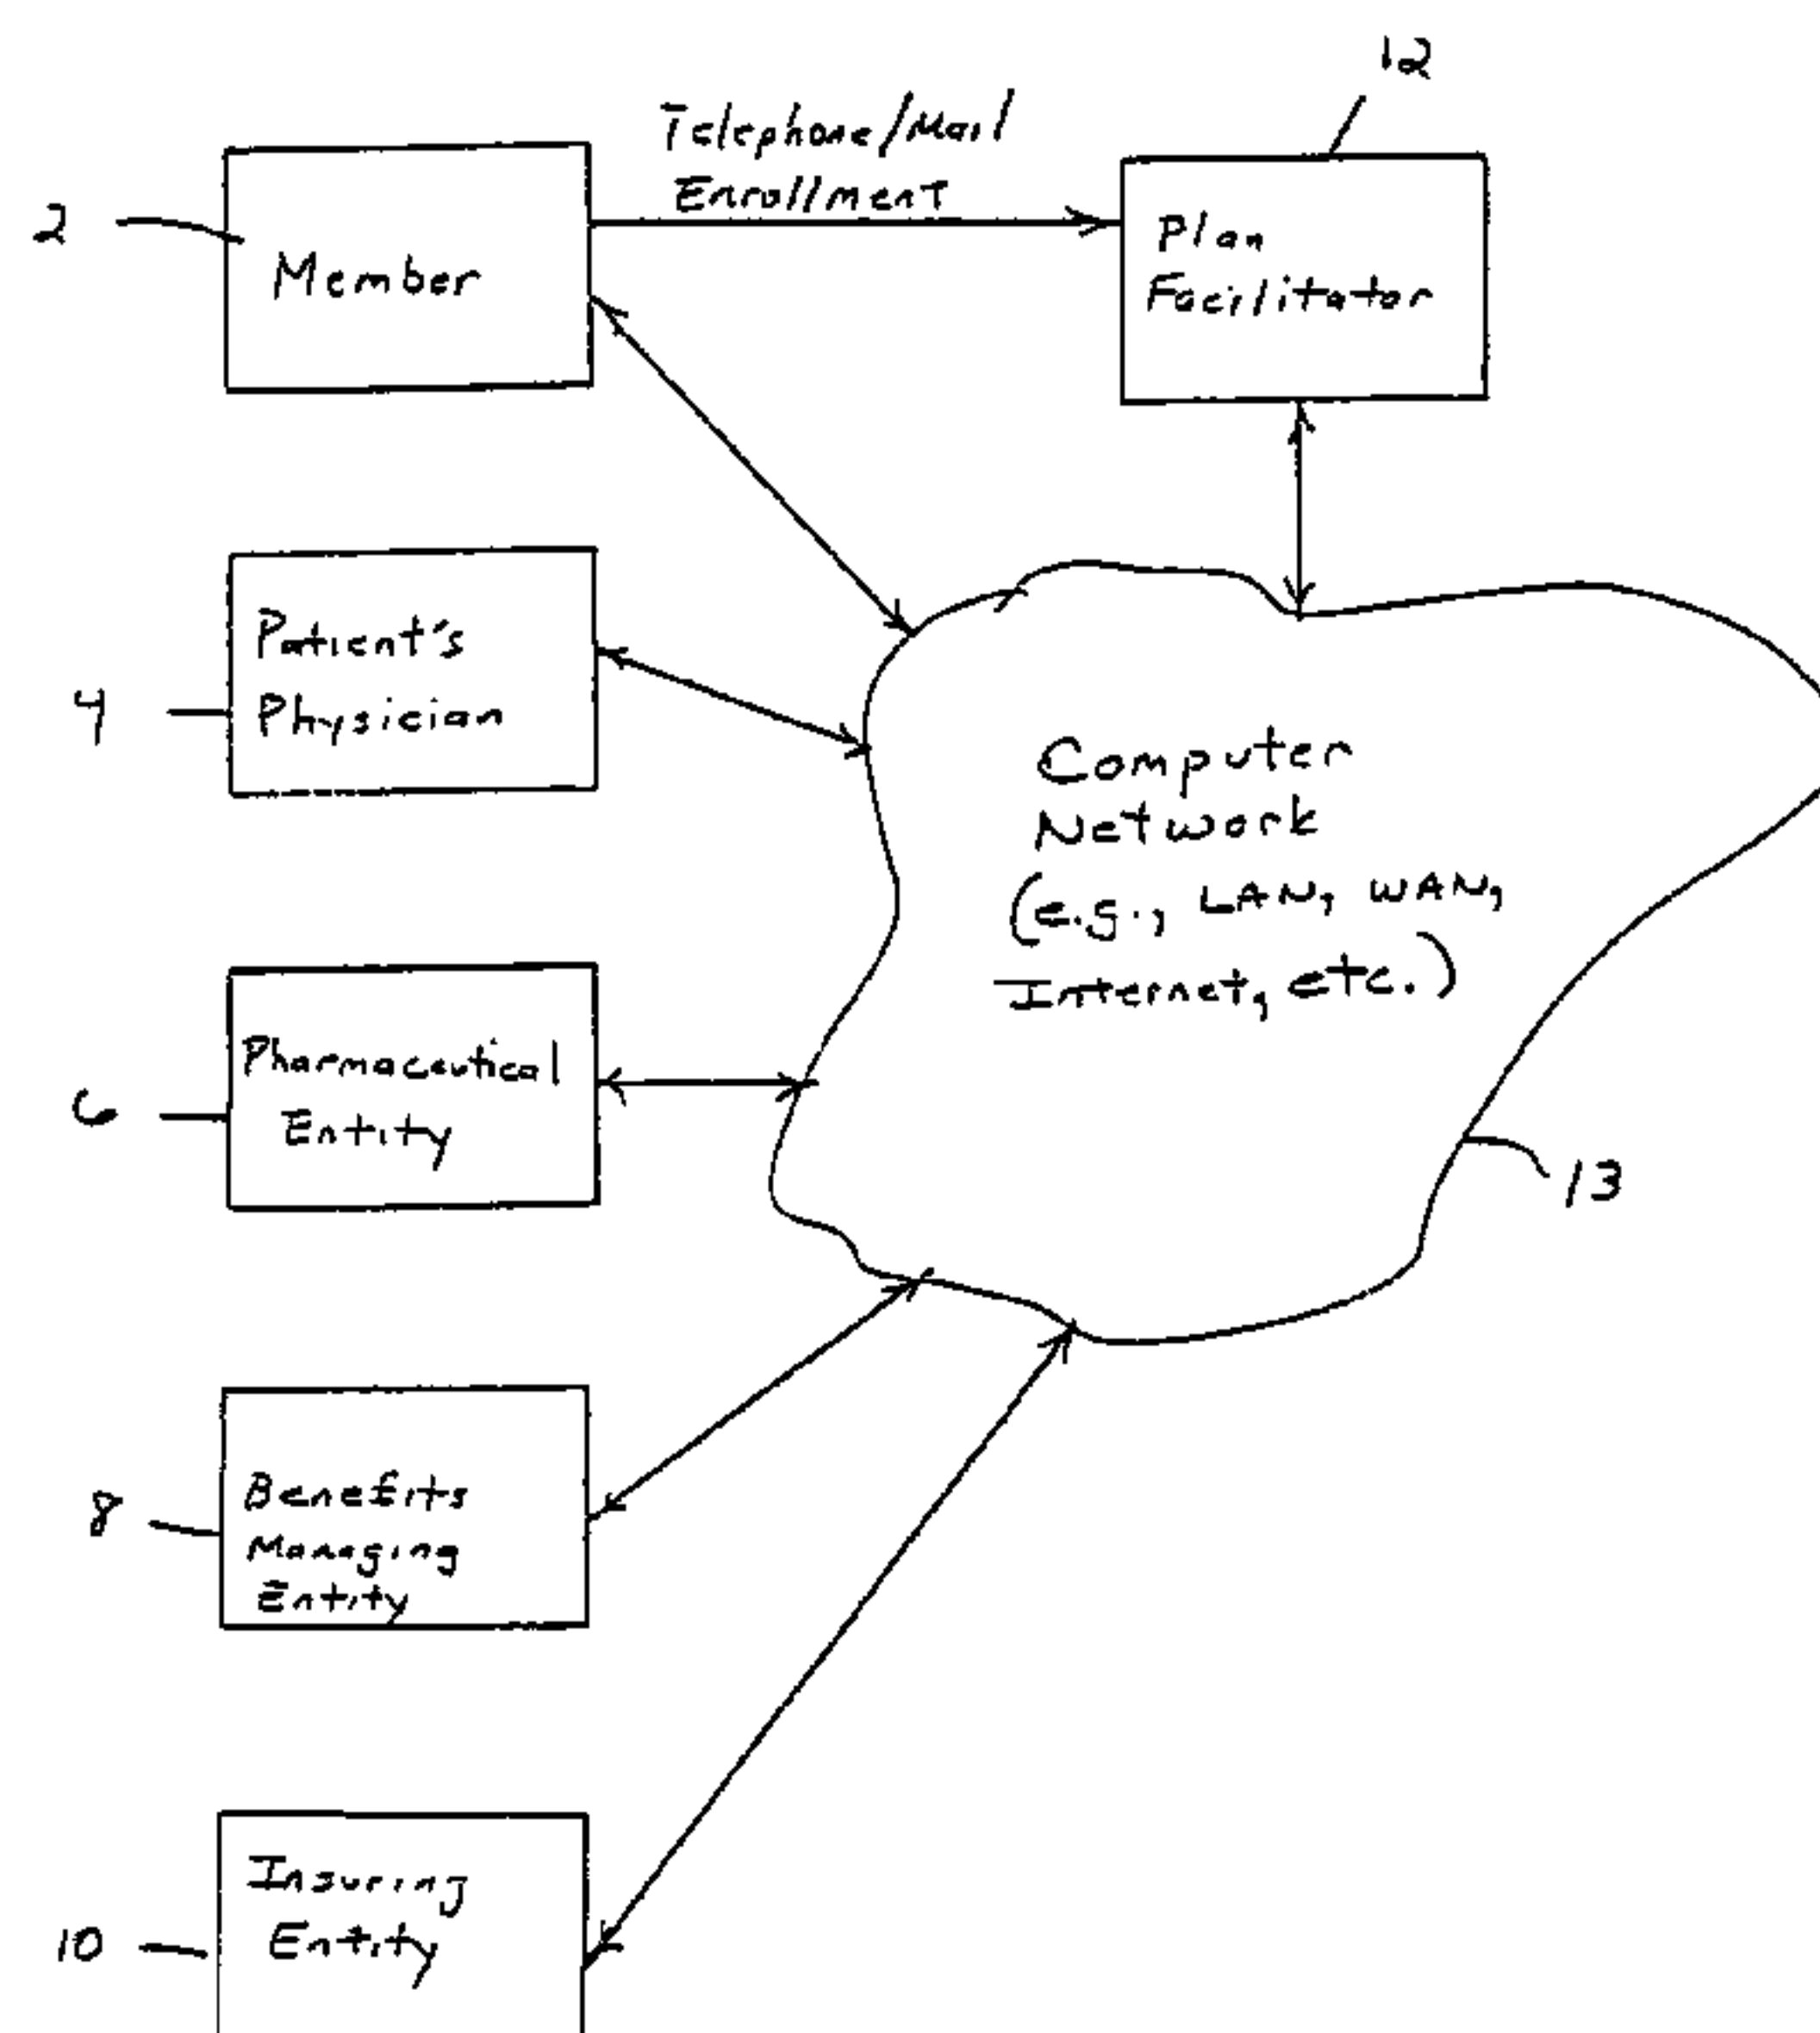 12
Telephone/Mail
Enrollment
2
Member
Plan
Facilitator
Patient's
4
Physician
Computer
Network
(e.g., LAN, WAN,
Internet, etc.)
Pharmaceutical
6
Entity
13
Benefits
8
Managing
Entity
Insuring
10
Entity